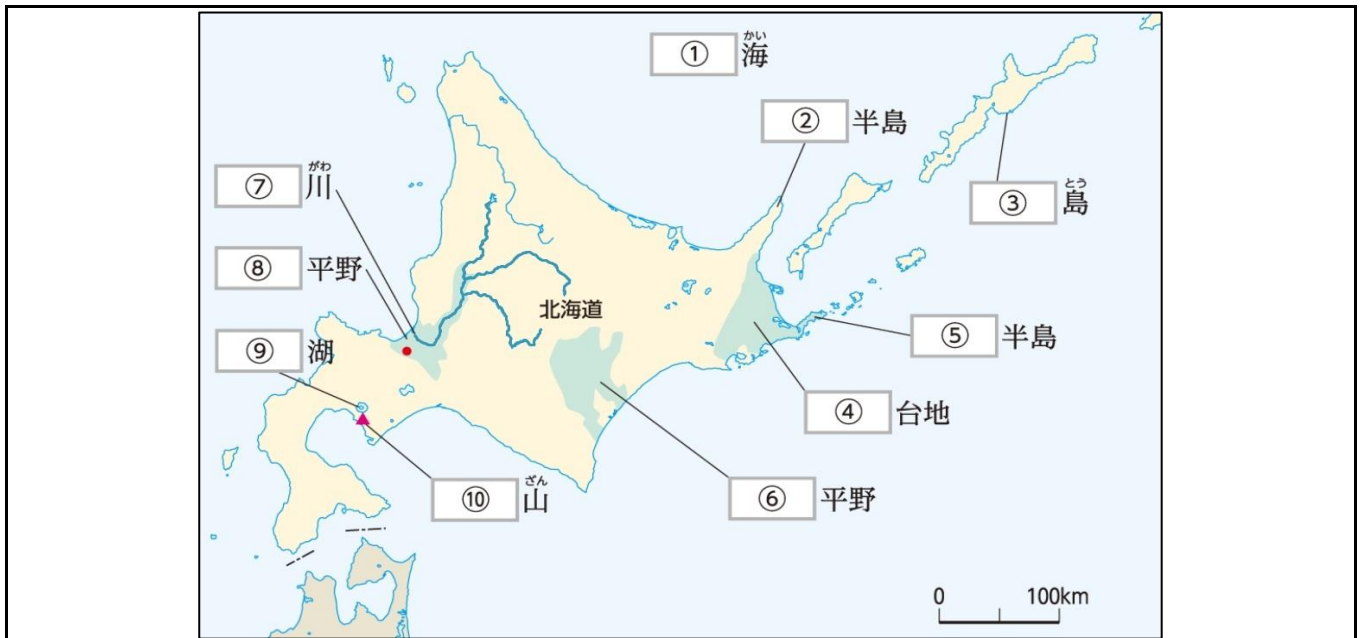 ① 海
かい
② 半島
③ 島
とう
⑦ 川
がわ
⑧ 平野
北海道
⑤ 半島
⑨ 湖
④ 台地
⑩ 山
ざん
⑥ 平野
0 100km